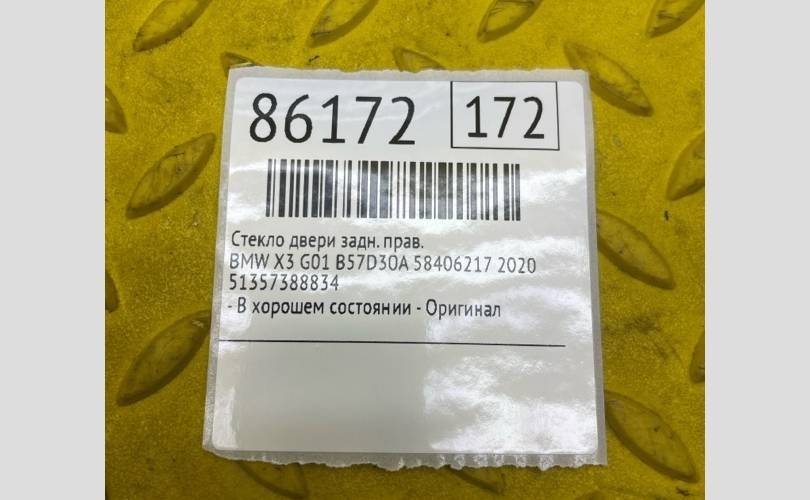 86172 172
Стекло двери задн. прав.
BMW X3 G01 B57D30A 58406217 2020
51357388834
- В хорошем состоянии - Оригинал